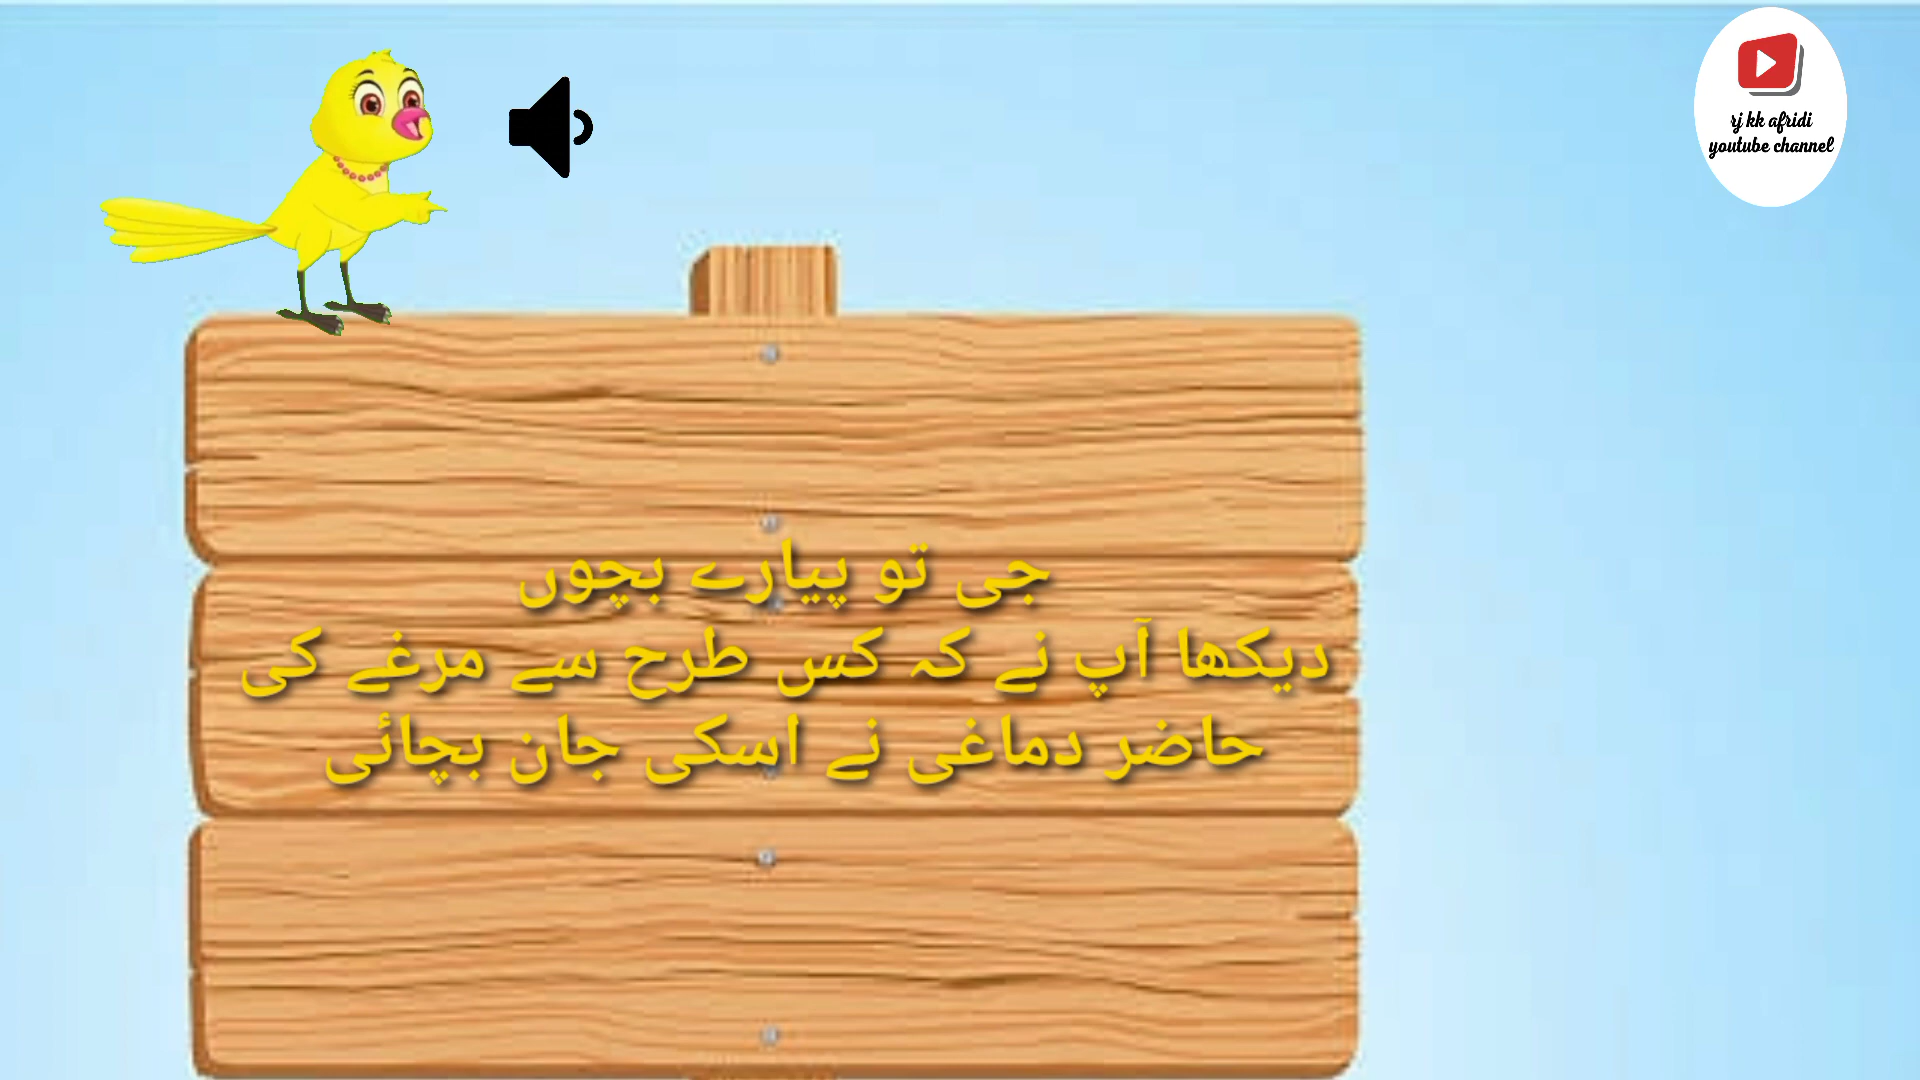 rj kk afridi
youtube channel
جی تو پیارے بچوں
دیکھا آپ نے کہ کس طرح سے مرغے کی
حاضر دماغی نے اسکی جان بچائی